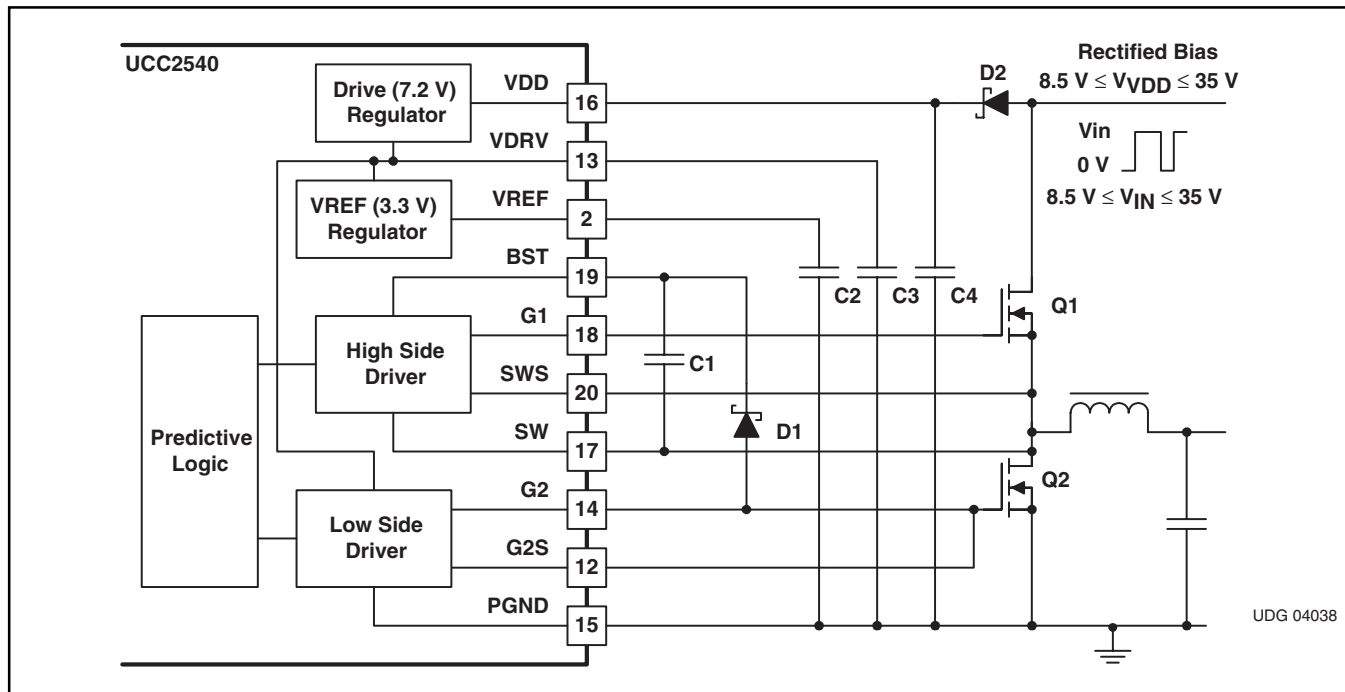 UCC2540
Drive (7.2 V)
Regulator
VREF (3.3 V)
Regulator
Predictive
Logic
High Side
Driver
Low Side
Driver
VDD
16
VDRV
13
VREF
2
BST
19
G1
18
SWS
20
SW
17
G2
14
G2S
12
PGND
15
C1
D1
C2
C3
C4
D2
Rectified Bias
8.5 V ≤ VVDD ≤ 35 V
Vin
0 V
8.5 V ≤ VIN ≤ 35 V
Q1
Q2
UDG 04038